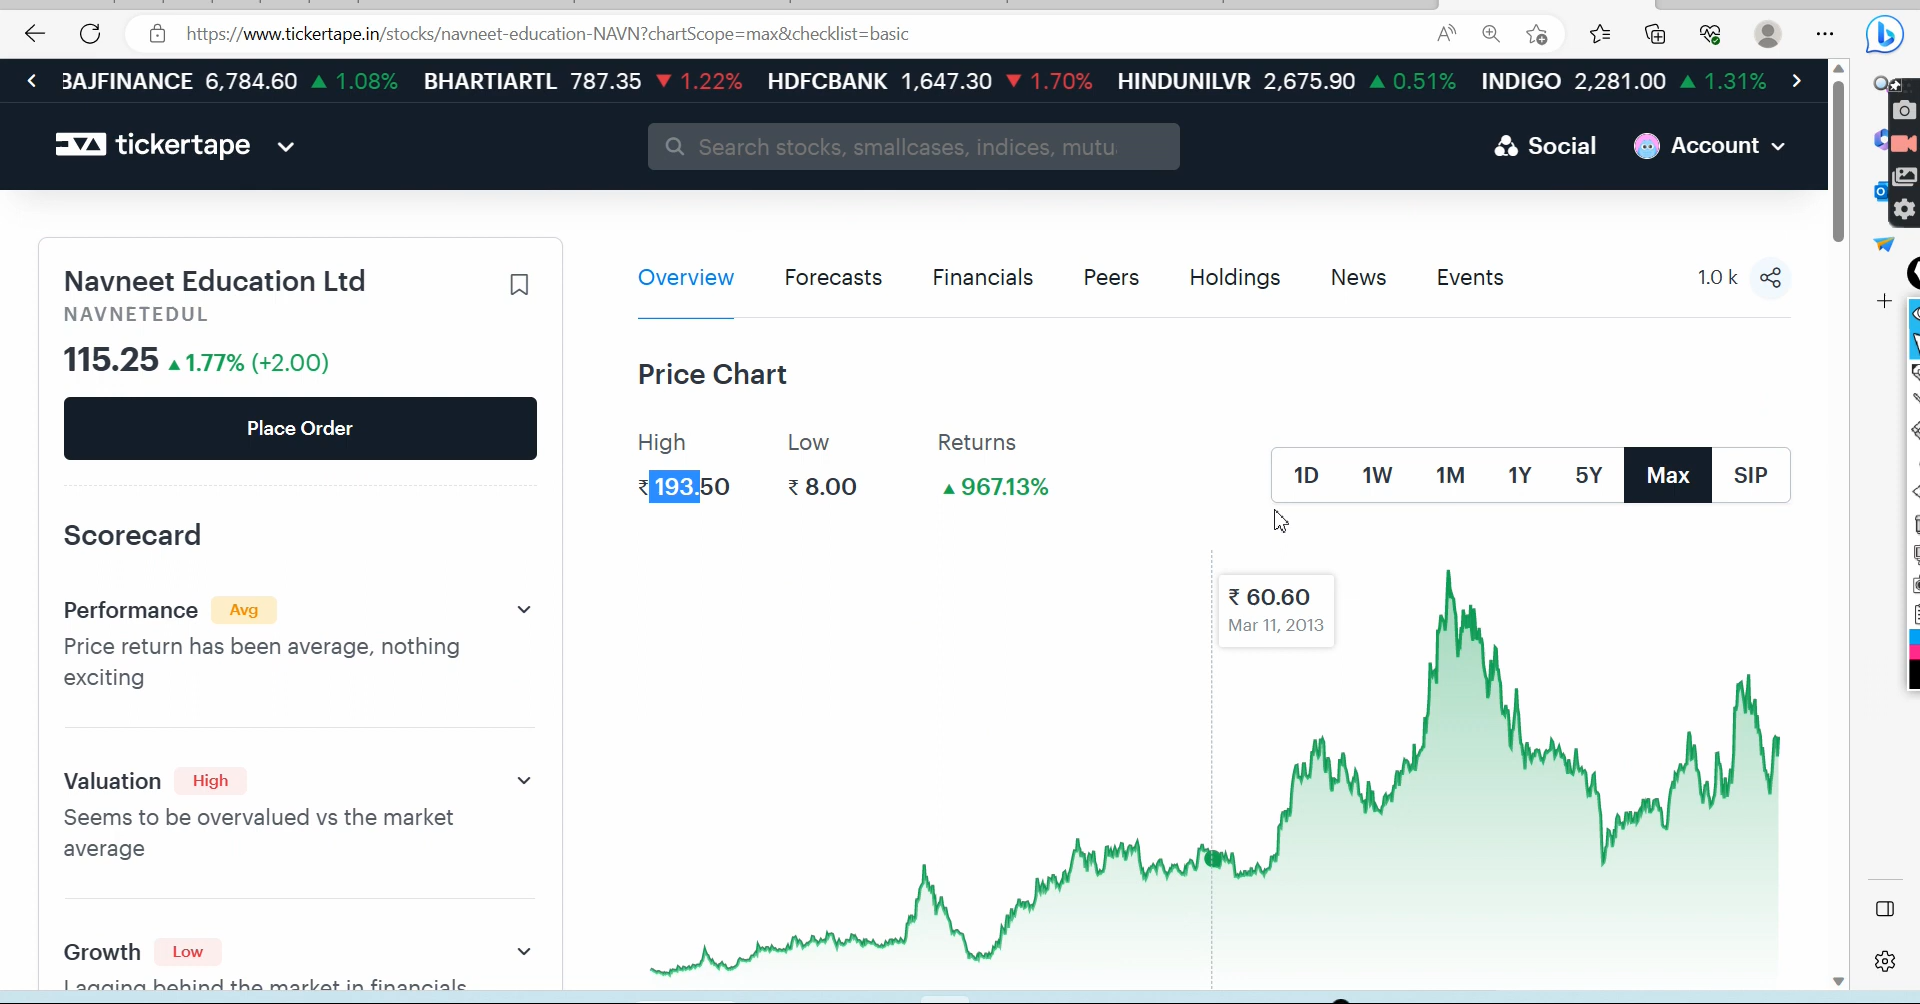 https://www.tickertape.in/stocks/navneet-education-NAVN?chartScope=max&checklist=basic
BAJFINANCE 6,784.60 ▲ 1.08% BHARTIARTL 787.35 ▼ 1.22% HDFCBANK 1,647.30 ▼ 1.70% HINDUNILVR 2,675.90 ▲ 0.51% INDIGO 2,281.00 ▲ 1.31%
tickertape
Search stocks, smallcases, indices, mutu
Social
Account
Navneet Education Ltd
NAVNETEDUL
115.25 ▲ 1.77% (+2.00)
Place Order
Scorecard
Performance Avg
Price return has been average, nothing
exciting
Valuation High
Seems to be overvalued vs the market
average
Growth Low
Lagging behind the market in financials
Overview Forecasts Financials Peers Holdings News Events 1.0 k
Price Chart
High Low Returns
₹ 193.50 ₹ 8.00 ▲ 967.13%
1D 1W 1M 1Y 5Y Max SIP
₹ 60.60
Mar 11, 2013